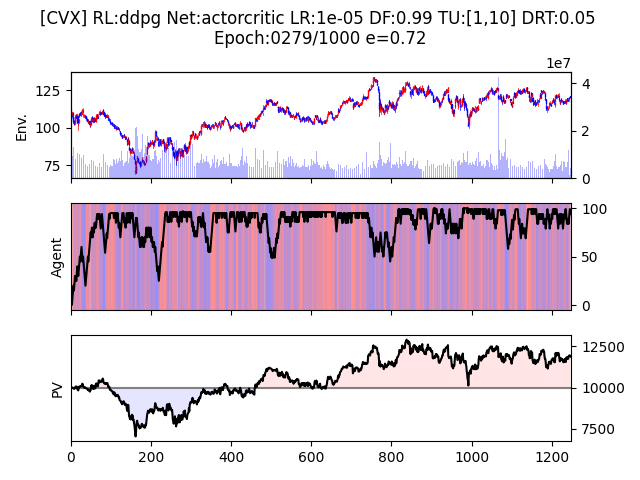 [CVX] RL:ddpg Net:actorcritic LR:1e-05 DF:0.99 TU:[1,10] DRT:0.05
Epoch:0279/1000 e=0.72
1e7
125
100
75
Env.
4
2
0
Agent
100
50
0
PV
12500
10000
7500
0 200 400 600 800 1000 1200